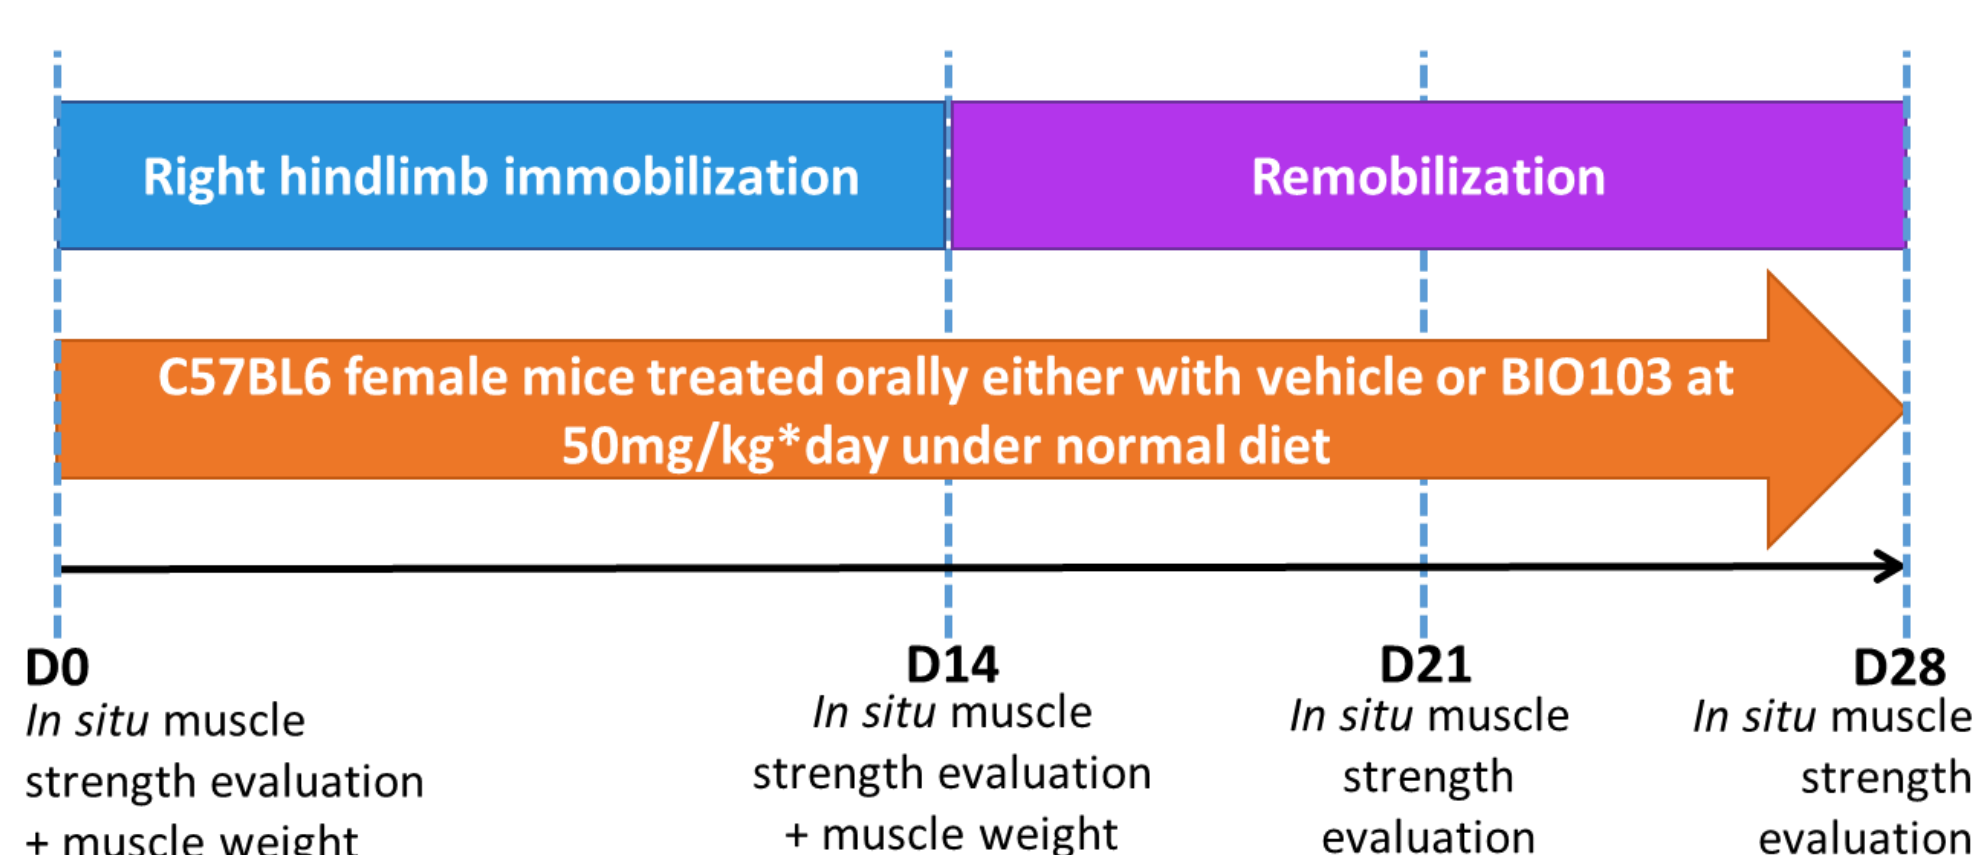 Right hindlimb immobilization
Remobilization
C57BL6 female mice treated orally either with vehicle or BIO103 at
50mg/kg*day under normal diet
D0
In situ muscle
strength evaluation
+ muscle weight
D14
In situ muscle
strength evaluation
+ muscle weight
D21
In situ muscle
strength
evaluation
D28
In situ muscle
strength
evaluation